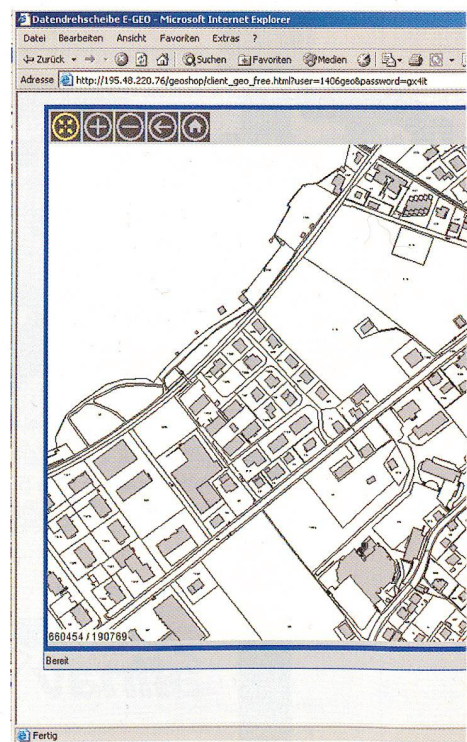 Datendrehscheibe E-GEO - Microsoft Internet Explorer
Datei Bearbeiten Ansicht Favoriten Extras ?
Zurück Suchen Favoriten Medien
Adresse http://195.48.220.76/geoshop/client_geo_free.html?user=1406geo&password=gx4it
660454 / 190769
Bereit
Fertig